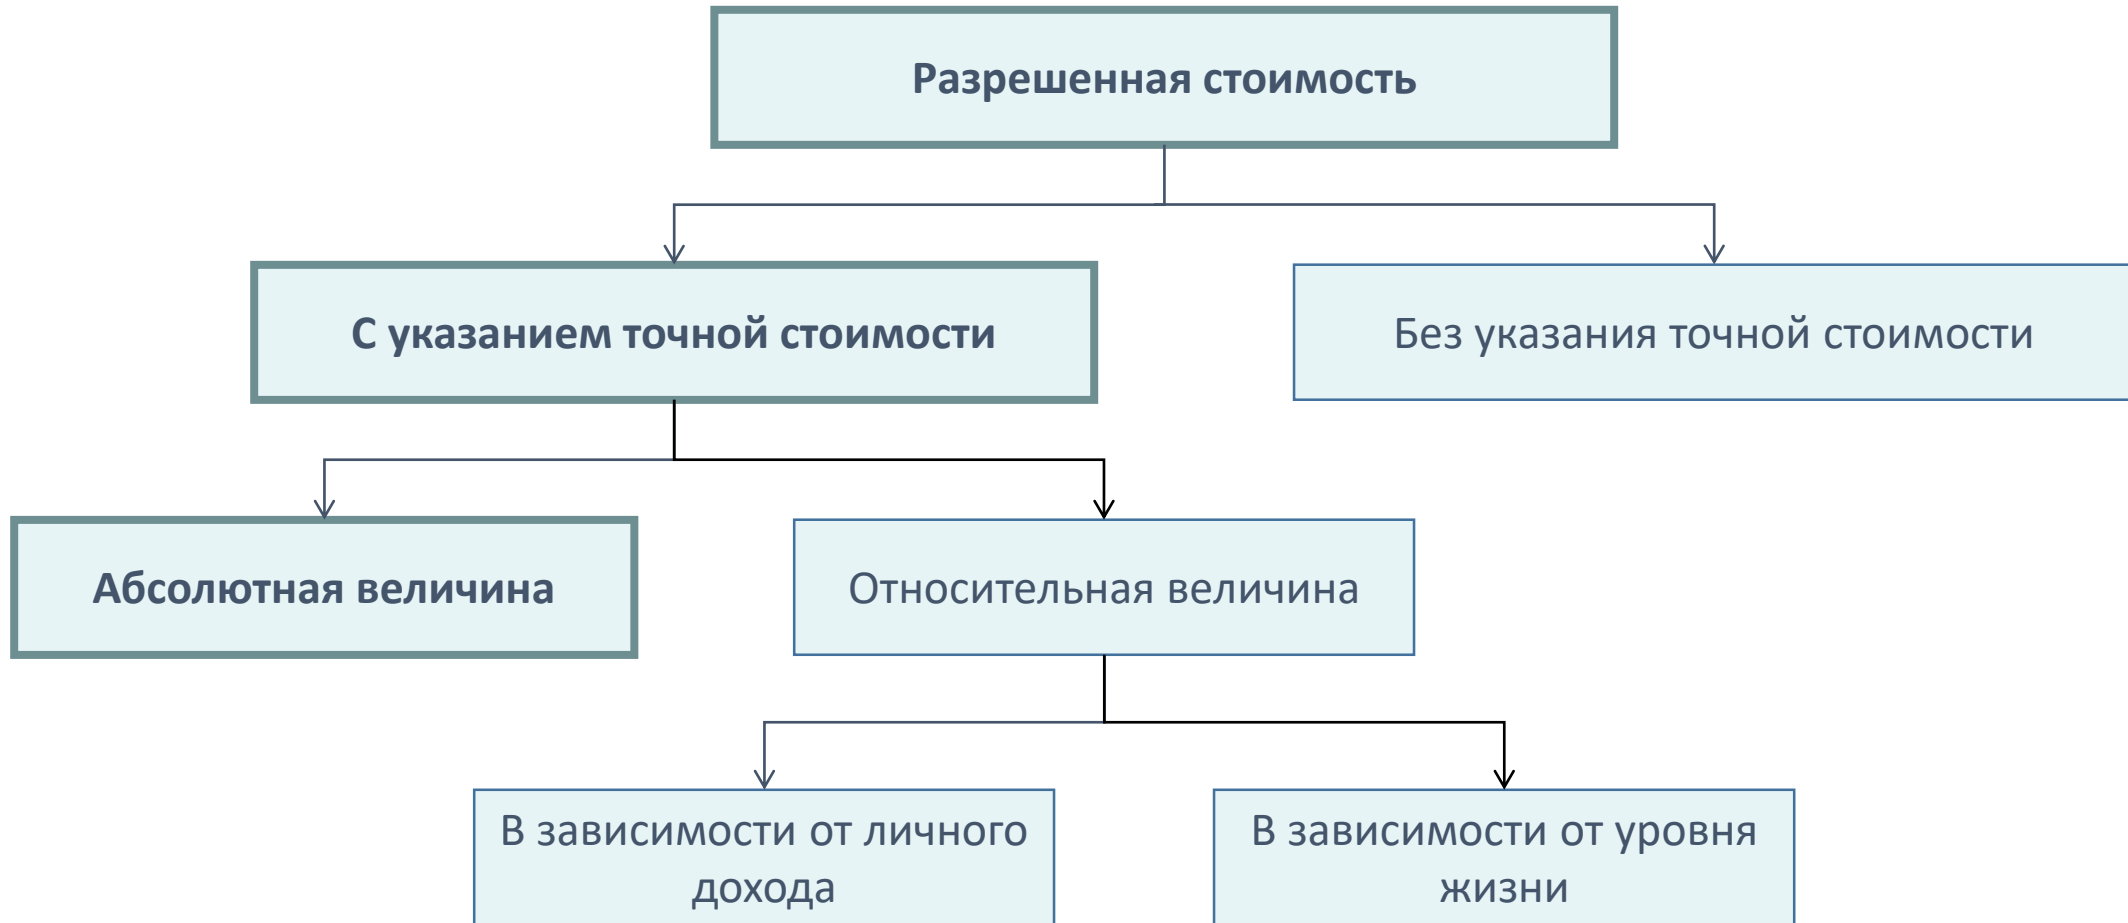 Разрешенная стоимость
С указанием точной стоимости
Без указания точной стоимости
Абсолютная величина
Относительная величина
В зависимости от личного
дохода
В зависимости от уровня
жизни